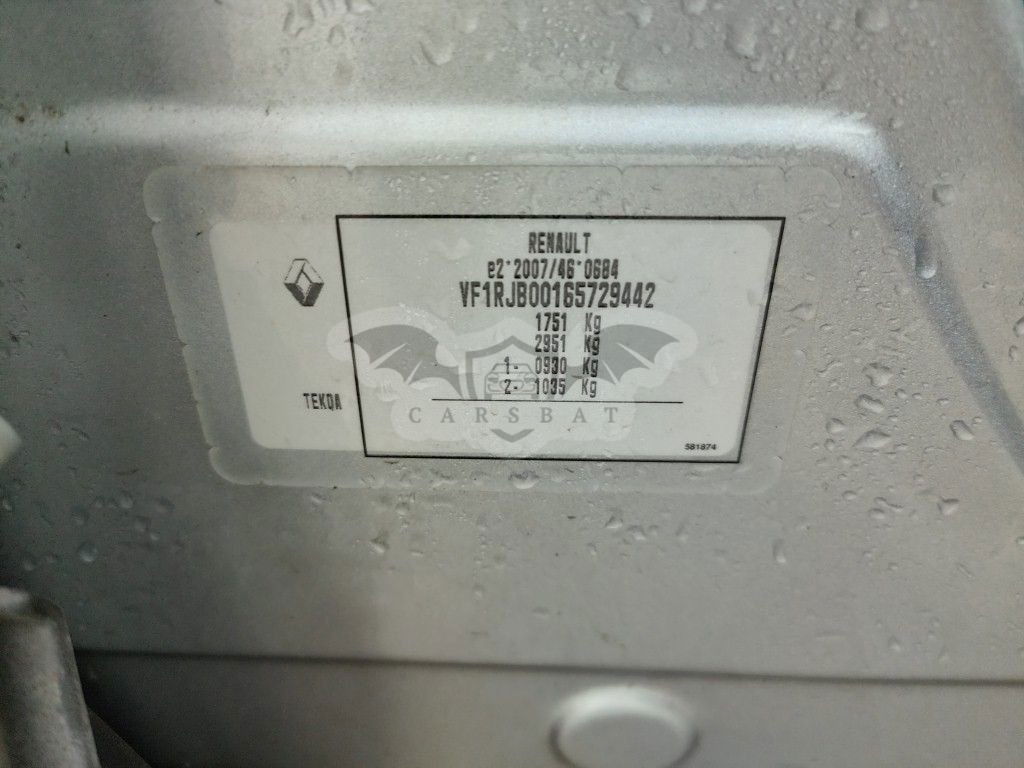 RENAULT
e2*2007/46*0684
VF1RJB00165729442
1751 Kg
2951 Kg
1- 0930 Kg
2- 1035 Kg
TEKQA
CARSBAT
581874